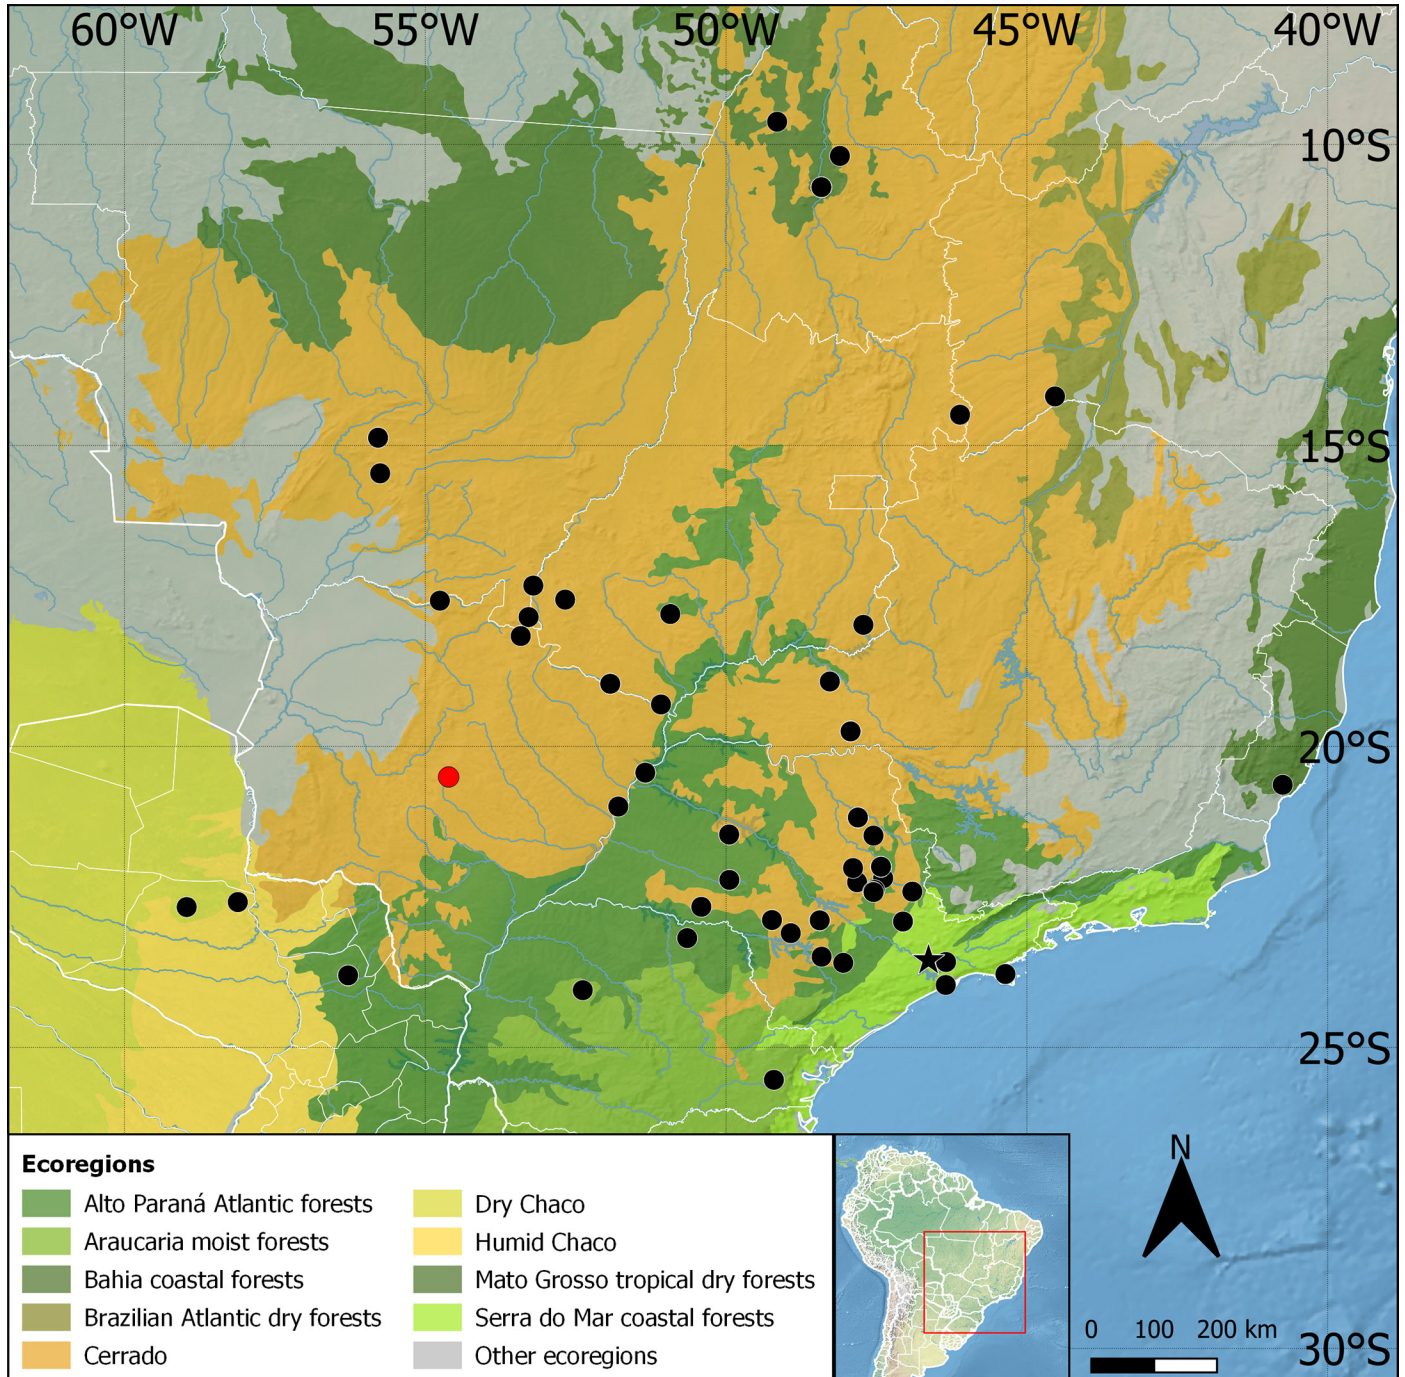 60°W 55°W 50°W 45°W 40°W
10°S
15°S
20°S
25°S
30°S
Ecoregions
Alto Paraná Atlantic forests
Araucaria moist forests
Bahia coastal forests
Brazilian Atlantic dry forests
Cerrado
Dry Chaco
Humid Chaco
Mato Grosso tropical dry forests
Serra do Mar coastal forests
Other ecoregions
N
0 100 200 km